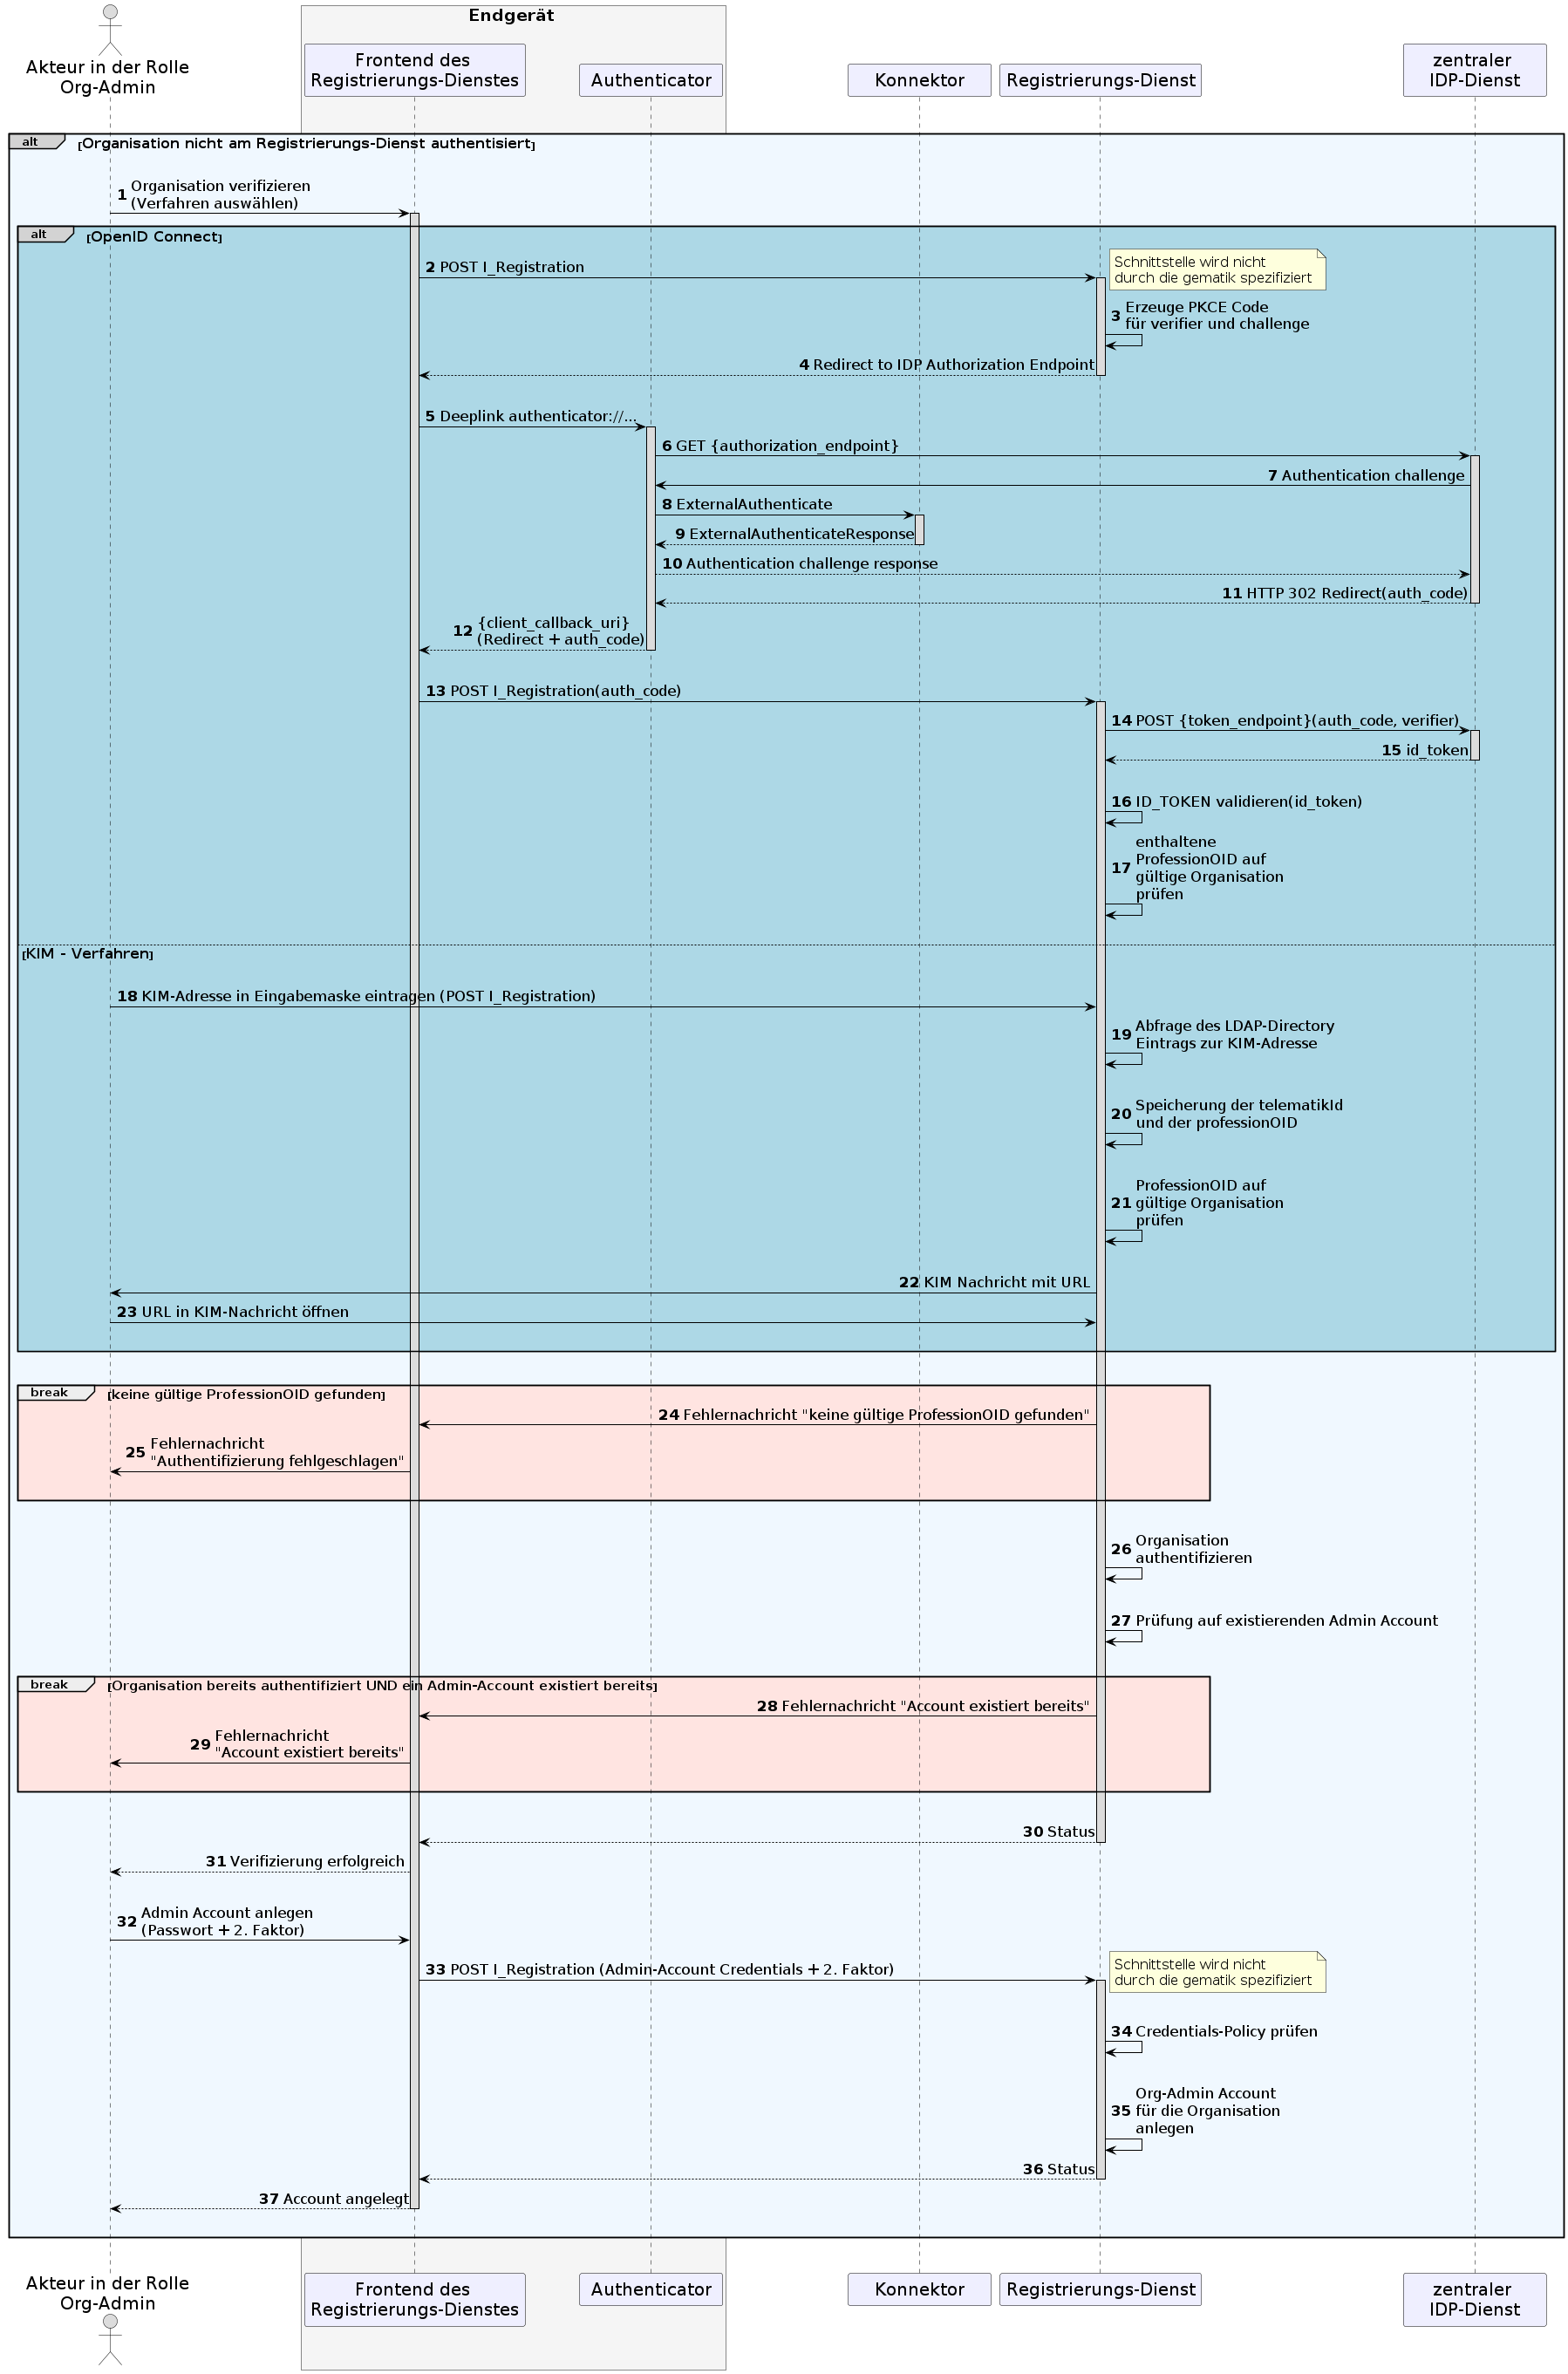 Endgerät
Akteur in der Rolle
Org-Admin
Frontend des
Registrierungs-Dienstes
Authenticator
Konnektor
Registrierungs-Dienst
zentraler
IDP-Dienst
alt [Organisation nicht am Registrierungs-Dienst authentisiert]
1 Organisation verifizieren
(Verfahren auswählen)
alt [OpenID Connect]
2 POST I_Registration
Schnittstelle wird nicht
durch die gematik spezifiziert
3 Erzeuge PKCE Code
für verifier und challenge
4 Redirect to IDP Authorization Endpoint
5 Deeplink authenticator://...
6 GET {authorization_endpoint}
7 Authentication challenge
8 ExternalAuthenticate
9 ExternalAuthenticateResponse
10 Authentication challenge response
11 HTTP 302 Redirect(auth_code)
12 {client_callback_uri}
(Redirect + auth_code)
13 POST I_Registration(auth_code)
14 POST {token_endpoint}(auth_code, verifier)
15 id_token
16 ID_TOKEN validieren(id_token)
17 enthaltene
ProfessionOID auf
gültige Organisation
prüfen
[KIM - Verfahren]
18 KIM-Adresse in Eingabemaske eintragen (POST I_Registration)
19 Abfrage des LDAP-Directory
Eintrags zur KIM-Adresse
20 Speicherung der telematikId
und der professionOID
21 ProfessionOID auf
gültige Organisation
prüfen
22 KIM Nachricht mit URL
23 URL in KIM-Nachricht öffnen
break [keine gültige ProfessionOID gefunden]
24 Fehlernachricht "keine gültige ProfessionOID gefunden"
25 Fehlernachricht
"Authentifizierung fehlgeschlagen"
26 Organisation
authentifizieren
27 Prüfung auf existierenden Admin Account
break [Organisation bereits authentifiziert UND ein Admin-Account existiert bereits]
28 Fehlernachricht "Account existiert bereits"
29 Fehlernachricht
"Account existiert bereits"
30 Status
31 Verifizierung erfolgreich
32 Admin Account anlegen
(Passwort + 2. Faktor)
33 POST I_Registration (Admin-Account Credentials + 2. Faktor)
Schnittstelle wird nicht
durch die gematik spezifiziert
34 Credentials-Policy prüfen
35 Org-Admin Account
für die Organisation
anlegen
36 Status
37 Account angelegt
Akteur in der Rolle
Org-Admin
Frontend des
Registrierungs-Dienstes
Authenticator
Konnektor
Registrierungs-Dienst
zentraler
IDP-Dienst